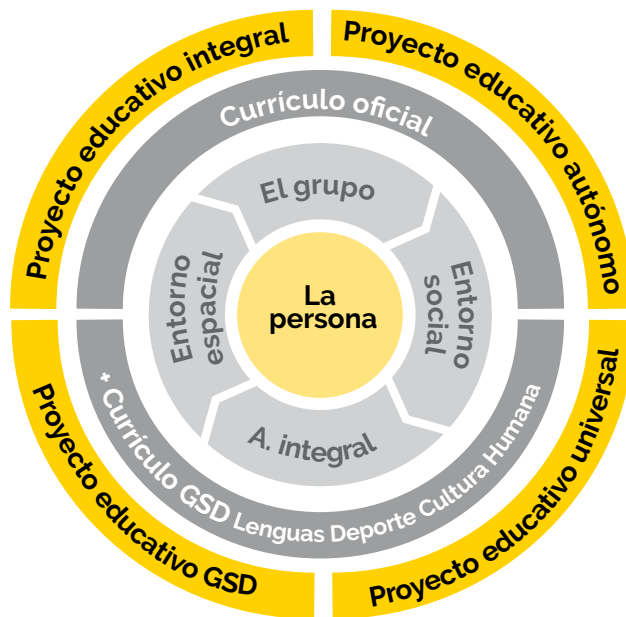 Proyecto educativo integral
Proyecto educativo autónomo
Currículo oficial
El grupo
Entorno
espacial
La
persona
Entorno
social
A. integral
+ Currículo GSD Lenguas Deporte Cultura Humana
Proyecto educativo GSD
Proyecto educativo universal